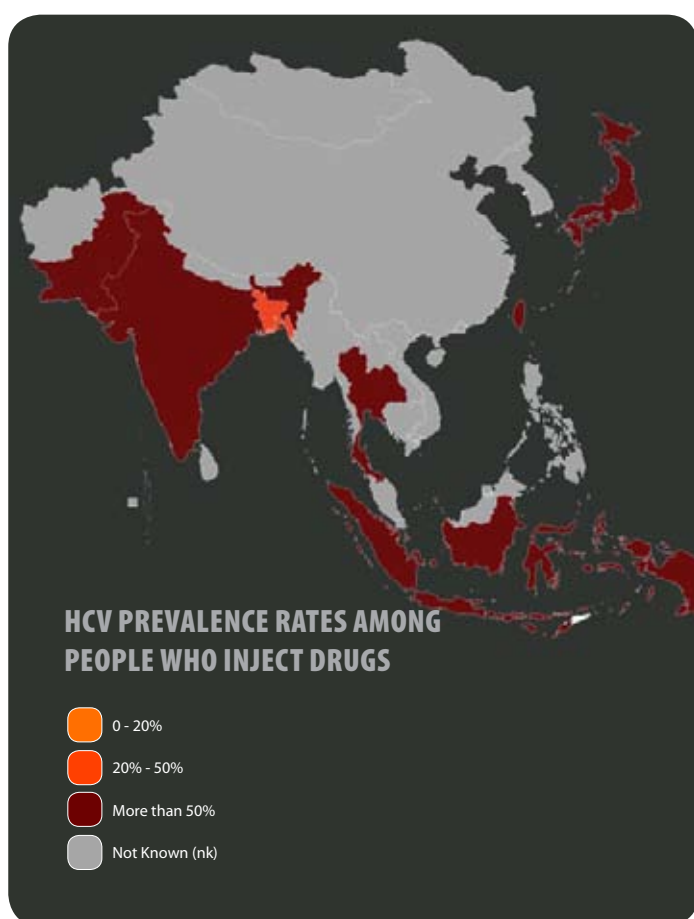 HCV PREVALENCE RATES AMONG
PEOPLE WHO INJECT DRUGS
0 - 20%
20% - 50%
More than 50%
Not Known (nk)